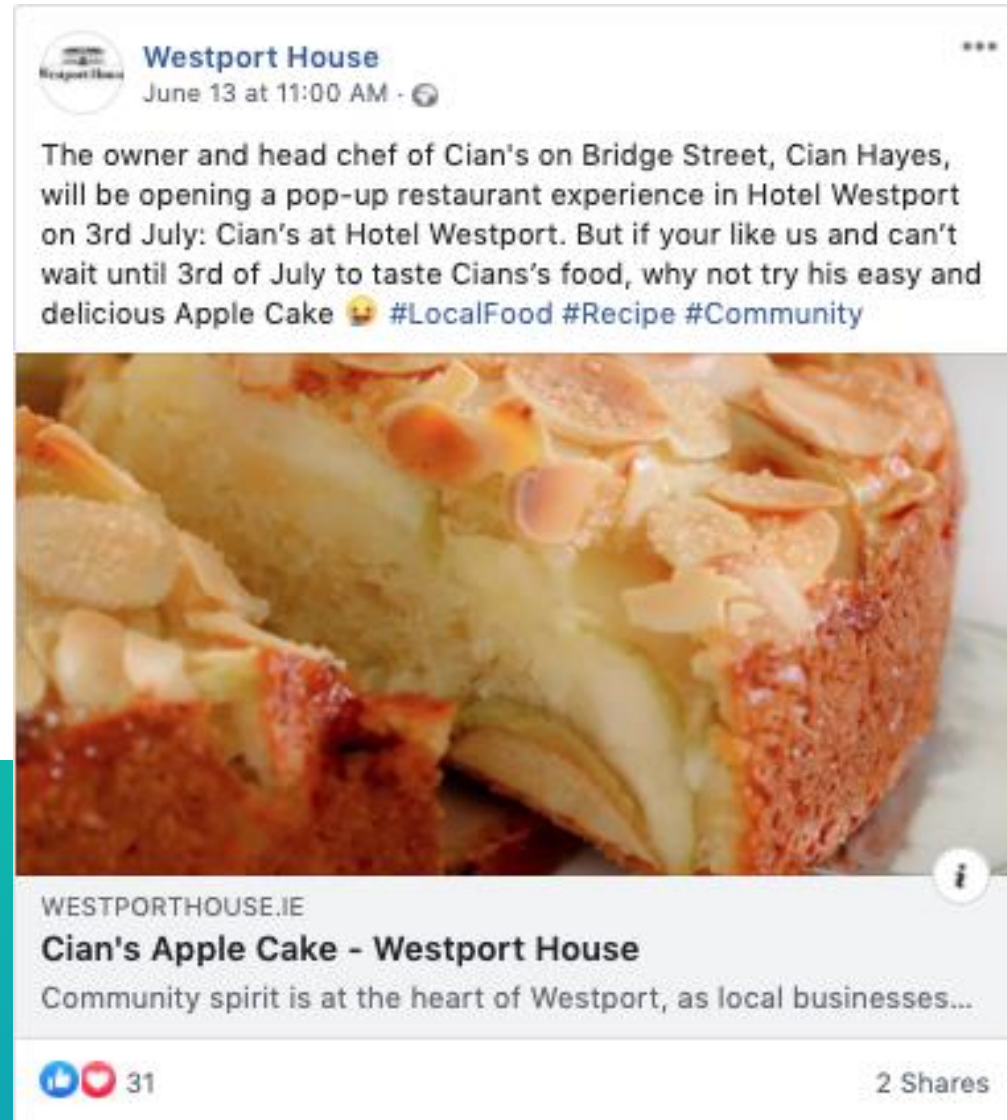 Westport House
Westport House
June 13 at 11:00 AM ·
The owner and head chef of Cian's on Bridge Street, Cian Hayes,
will be opening a pop-up restaurant experience in Hotel Westport
on 3rd July: Cian's at Hotel Westport. But if your like us and can't
wait until 3rd of July to taste Cians's food, why not try his easy and
delicious Apple Cake 😛 #LocalFood #Recipe #Community
i
WESTPORTHOUSE.IE
Cian's Apple Cake - Westport House
Community spirit is at the heart of Westport, as local businesses...
31
2 Shares